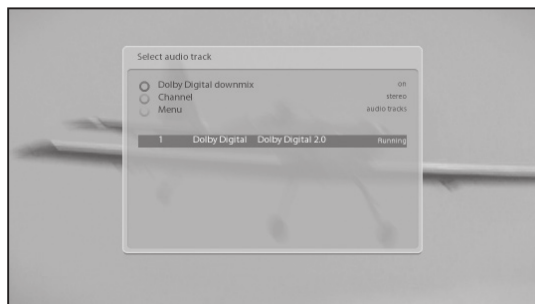 Select audio track
Dolby Digital downmix on
Channel stereo
Menu audio tracks
1 Dolby Digital Dolby Digital 2.0 Running